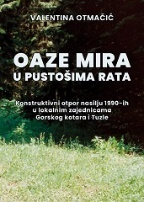 VALENTINA OTMAČIĆ
OAZE MIRA
U PUSTOŠIMA RATA
Konstruktivni otpor nasilju 1990-ih
u lokalnim zajednicama
Gorskog kotara i Tuzle